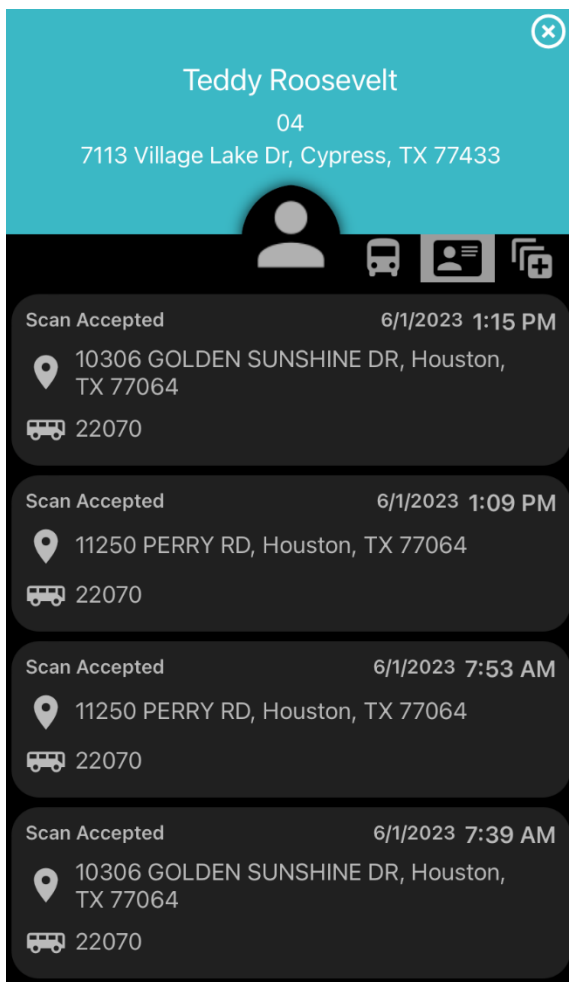 Teddy Roosevelt
04
7113 Village Lake Dr, Cypress, TX 77433
Scan Accepted 6/1/2023 1:15 PM
10306 GOLDEN SUNSHINE DR, Houston,
TX 77064
22070
Scan Accepted 6/1/2023 1:09 PM
11250 PERRY RD, Houston, TX 77064
22070
Scan Accepted 6/1/2023 7:53 AM
11250 PERRY RD, Houston, TX 77064
22070
Scan Accepted 6/1/2023 7:39 AM
10306 GOLDEN SUNSHINE DR, Houston,
TX 77064
22070